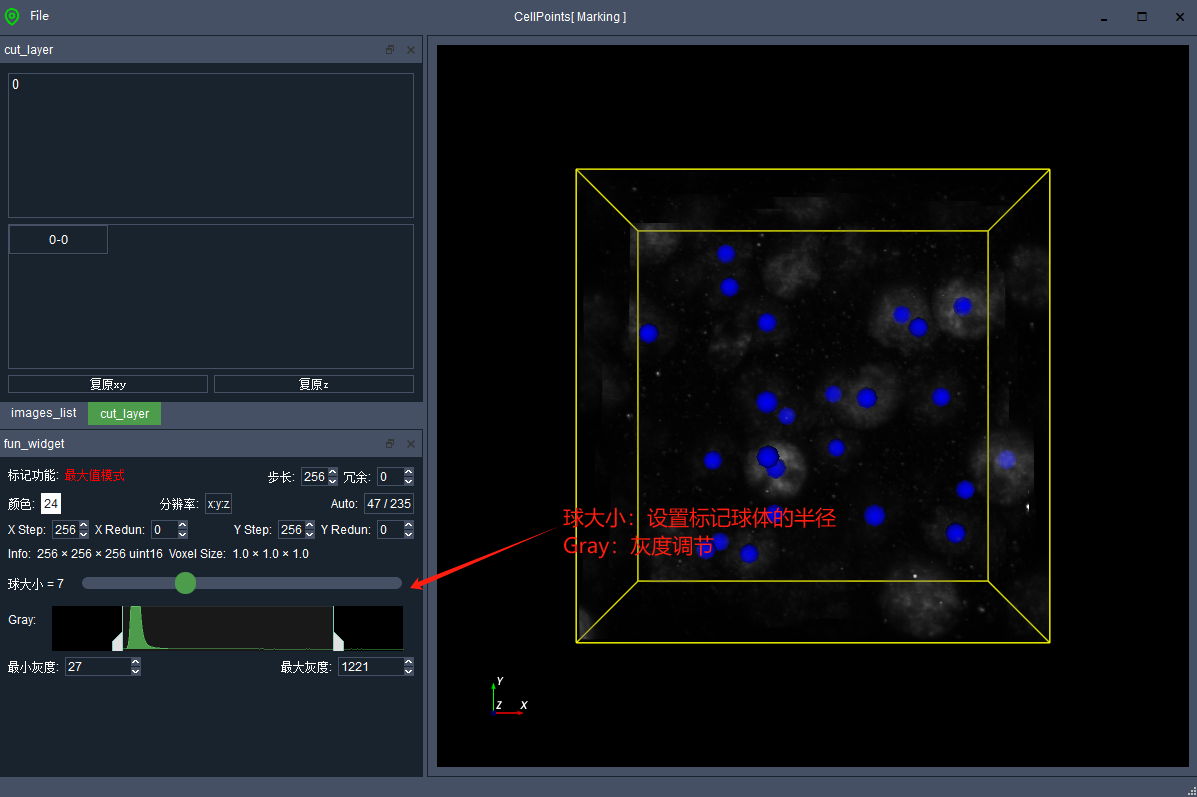 File
CellPoints[ Marking ]
cut_layer
0
0-0
复原xy 复原z
images_list cut_layer
fun_widget
标记功能: 最大值模式 步长: 256 冗余: 0
颜色: 24 分辨率: x:y:z Auto: 47 / 235
X Step: 256 X Redun: 0 Y Step: 256 Y Redun: 0
Info: 256 × 256 × 256 uint16 Voxel Size: 1.0 × 1.0 × 1.0
球大小 = 7
Gray:
最小灰度: 27 最大灰度: 1221
球大小：设置标记球体的半径
Gray：灰度调节
Y
Z X